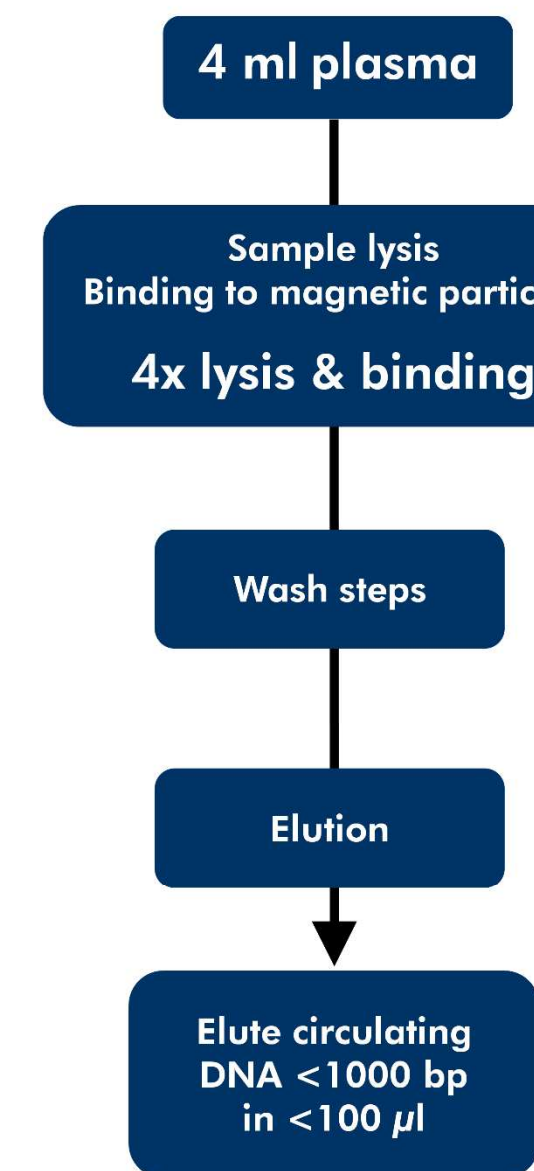 4 ml plasma
Sample lysis
Binding to magnetic partic
4x lysis & binding
Wash steps
Elution
Elute circulating
DNA <1000 bp
in <100 µl